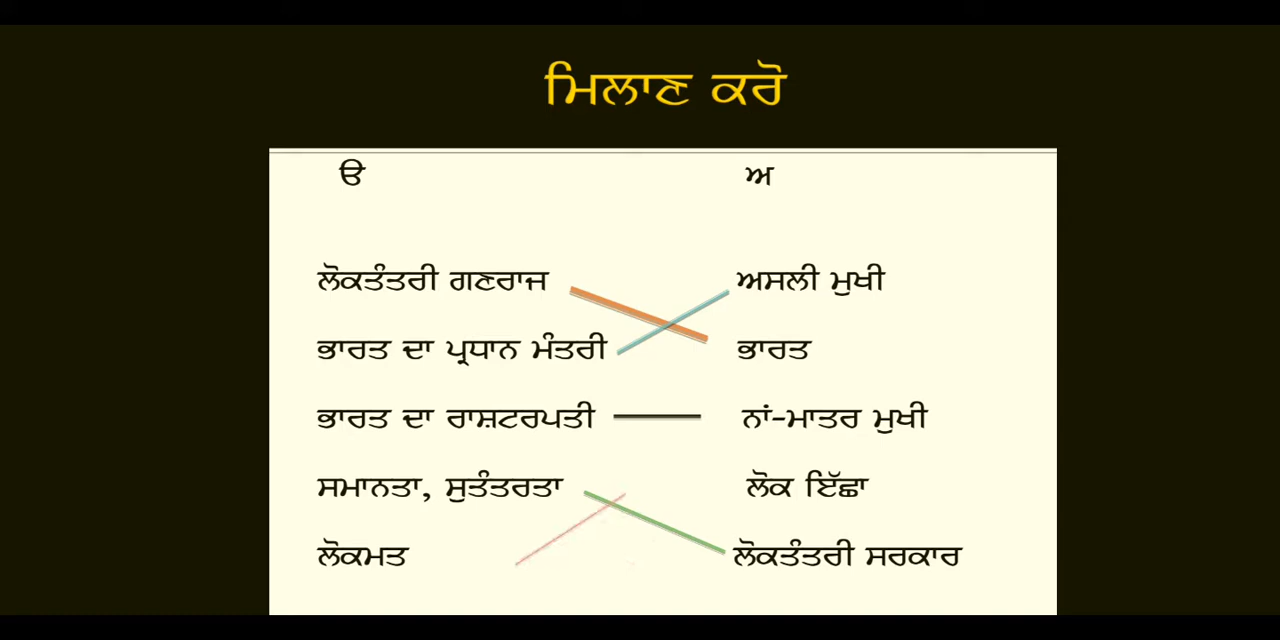 ਮਿਲਾਣ ਕਰੋ
ੳ ਅ
ਲੋਕਤੰਤਰੀ ਗਣਰਾਜ ਅਸਲੀ ਮੁਖੀ
ਭਾਰਤ ਦਾ ਪ੍ਰਧਾਨ ਮੰਤਰੀ ਭਾਰਤ
ਭਾਰਤ ਦਾ ਰਾਸ਼ਟਰਪਤੀ ਨਾਂ-ਮਾਤਰ ਮੁਖੀ
ਸਮਾਨਤਾ, ਸੁਤੰਤਰਤਾ ਲੋਕ ਇੱਛਾ
ਲੋਕਮਤ ਲੋਕਤੰਤਰੀ ਸਰਕਾਰ